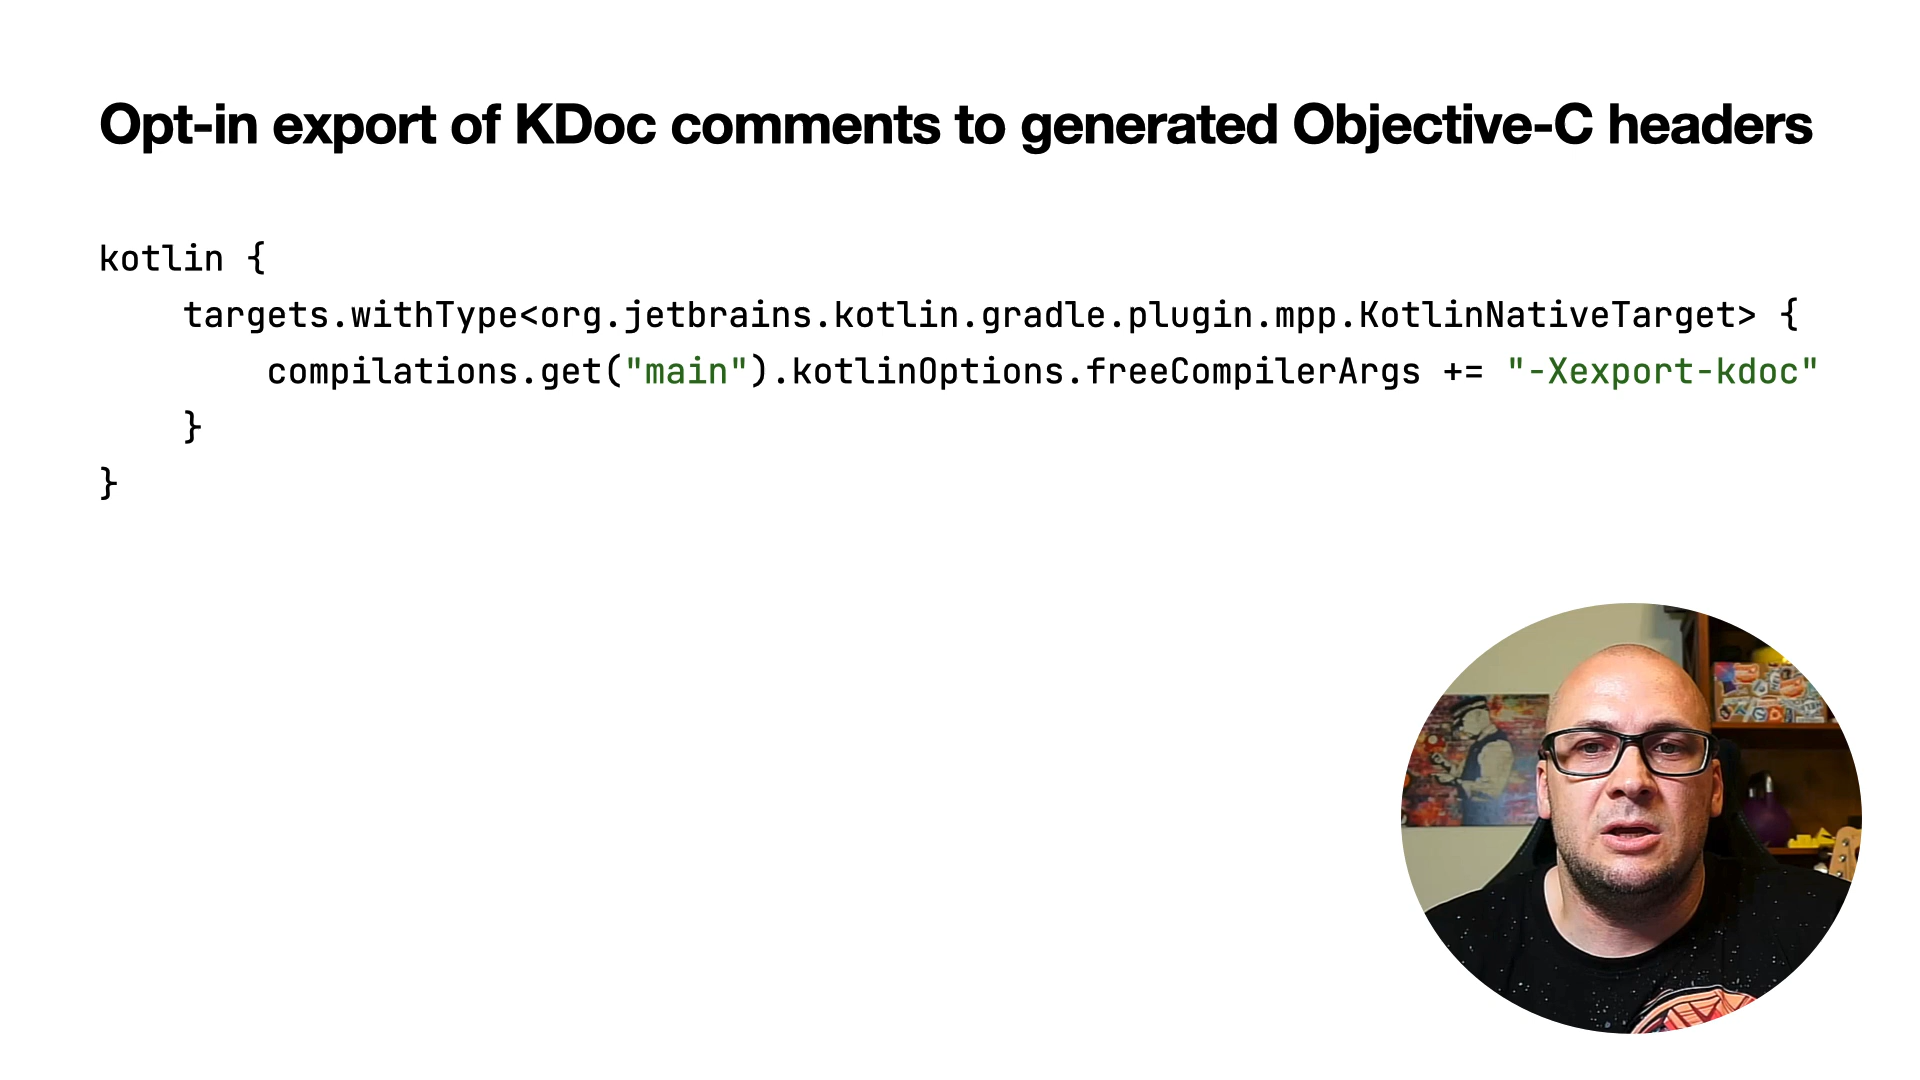 Opt-in export of KDoc comments to generated Objective-C headers
kotlin {
    targets.withType<org.jetbrains.kotlin.gradle.plugin.mpp.KotlinNativeTarget> {
        compilations.get("main").kotlinOptions.freeCompilerArgs += "-Xexport-kdoc"
    }
}